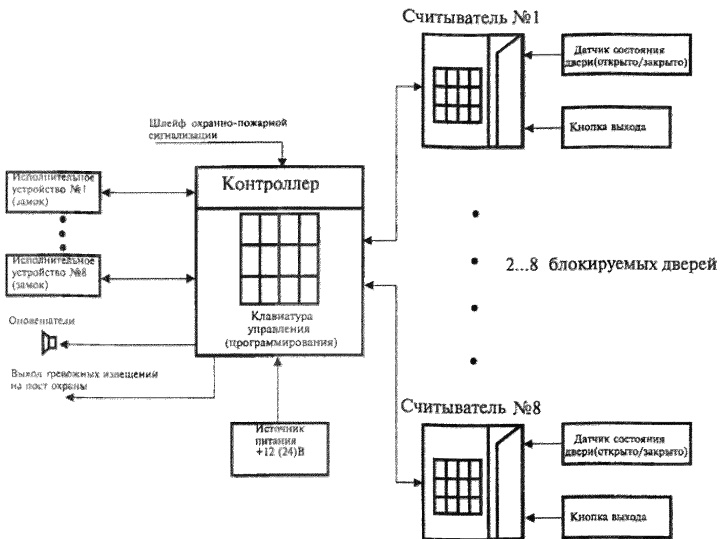 Считыватель №1
Датчик состояния
двери(открыто/закрыто)
Кнопка выхода
Шлейф охранно-пожарной
сигнализации
Контроллер
Клавиатура
управления
(программирования)
Исполнительное
устройство №1
(замок)
Исполнительное
устройство №8
(замок)
Оповещатели
Выход тревожных извещений
на пост охраны
Источник
питания
+12 (24)В
2...8 блокируемых дверей
Считыватель №8
Датчик состояния
двери(открыто/закрыто)
Кнопка выхода